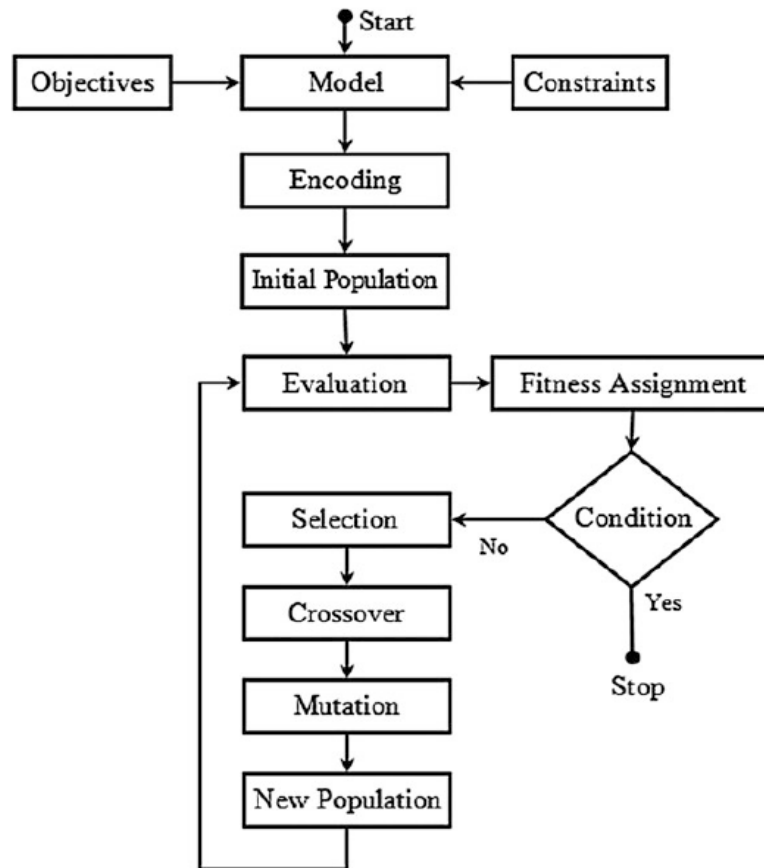 Start
Objectives
Model
Constraints
Encoding
Initial Population
Evaluation
Fitness Assignment
Selection
Condition
No
Crossover
Yes
Mutation
Stop
New Population